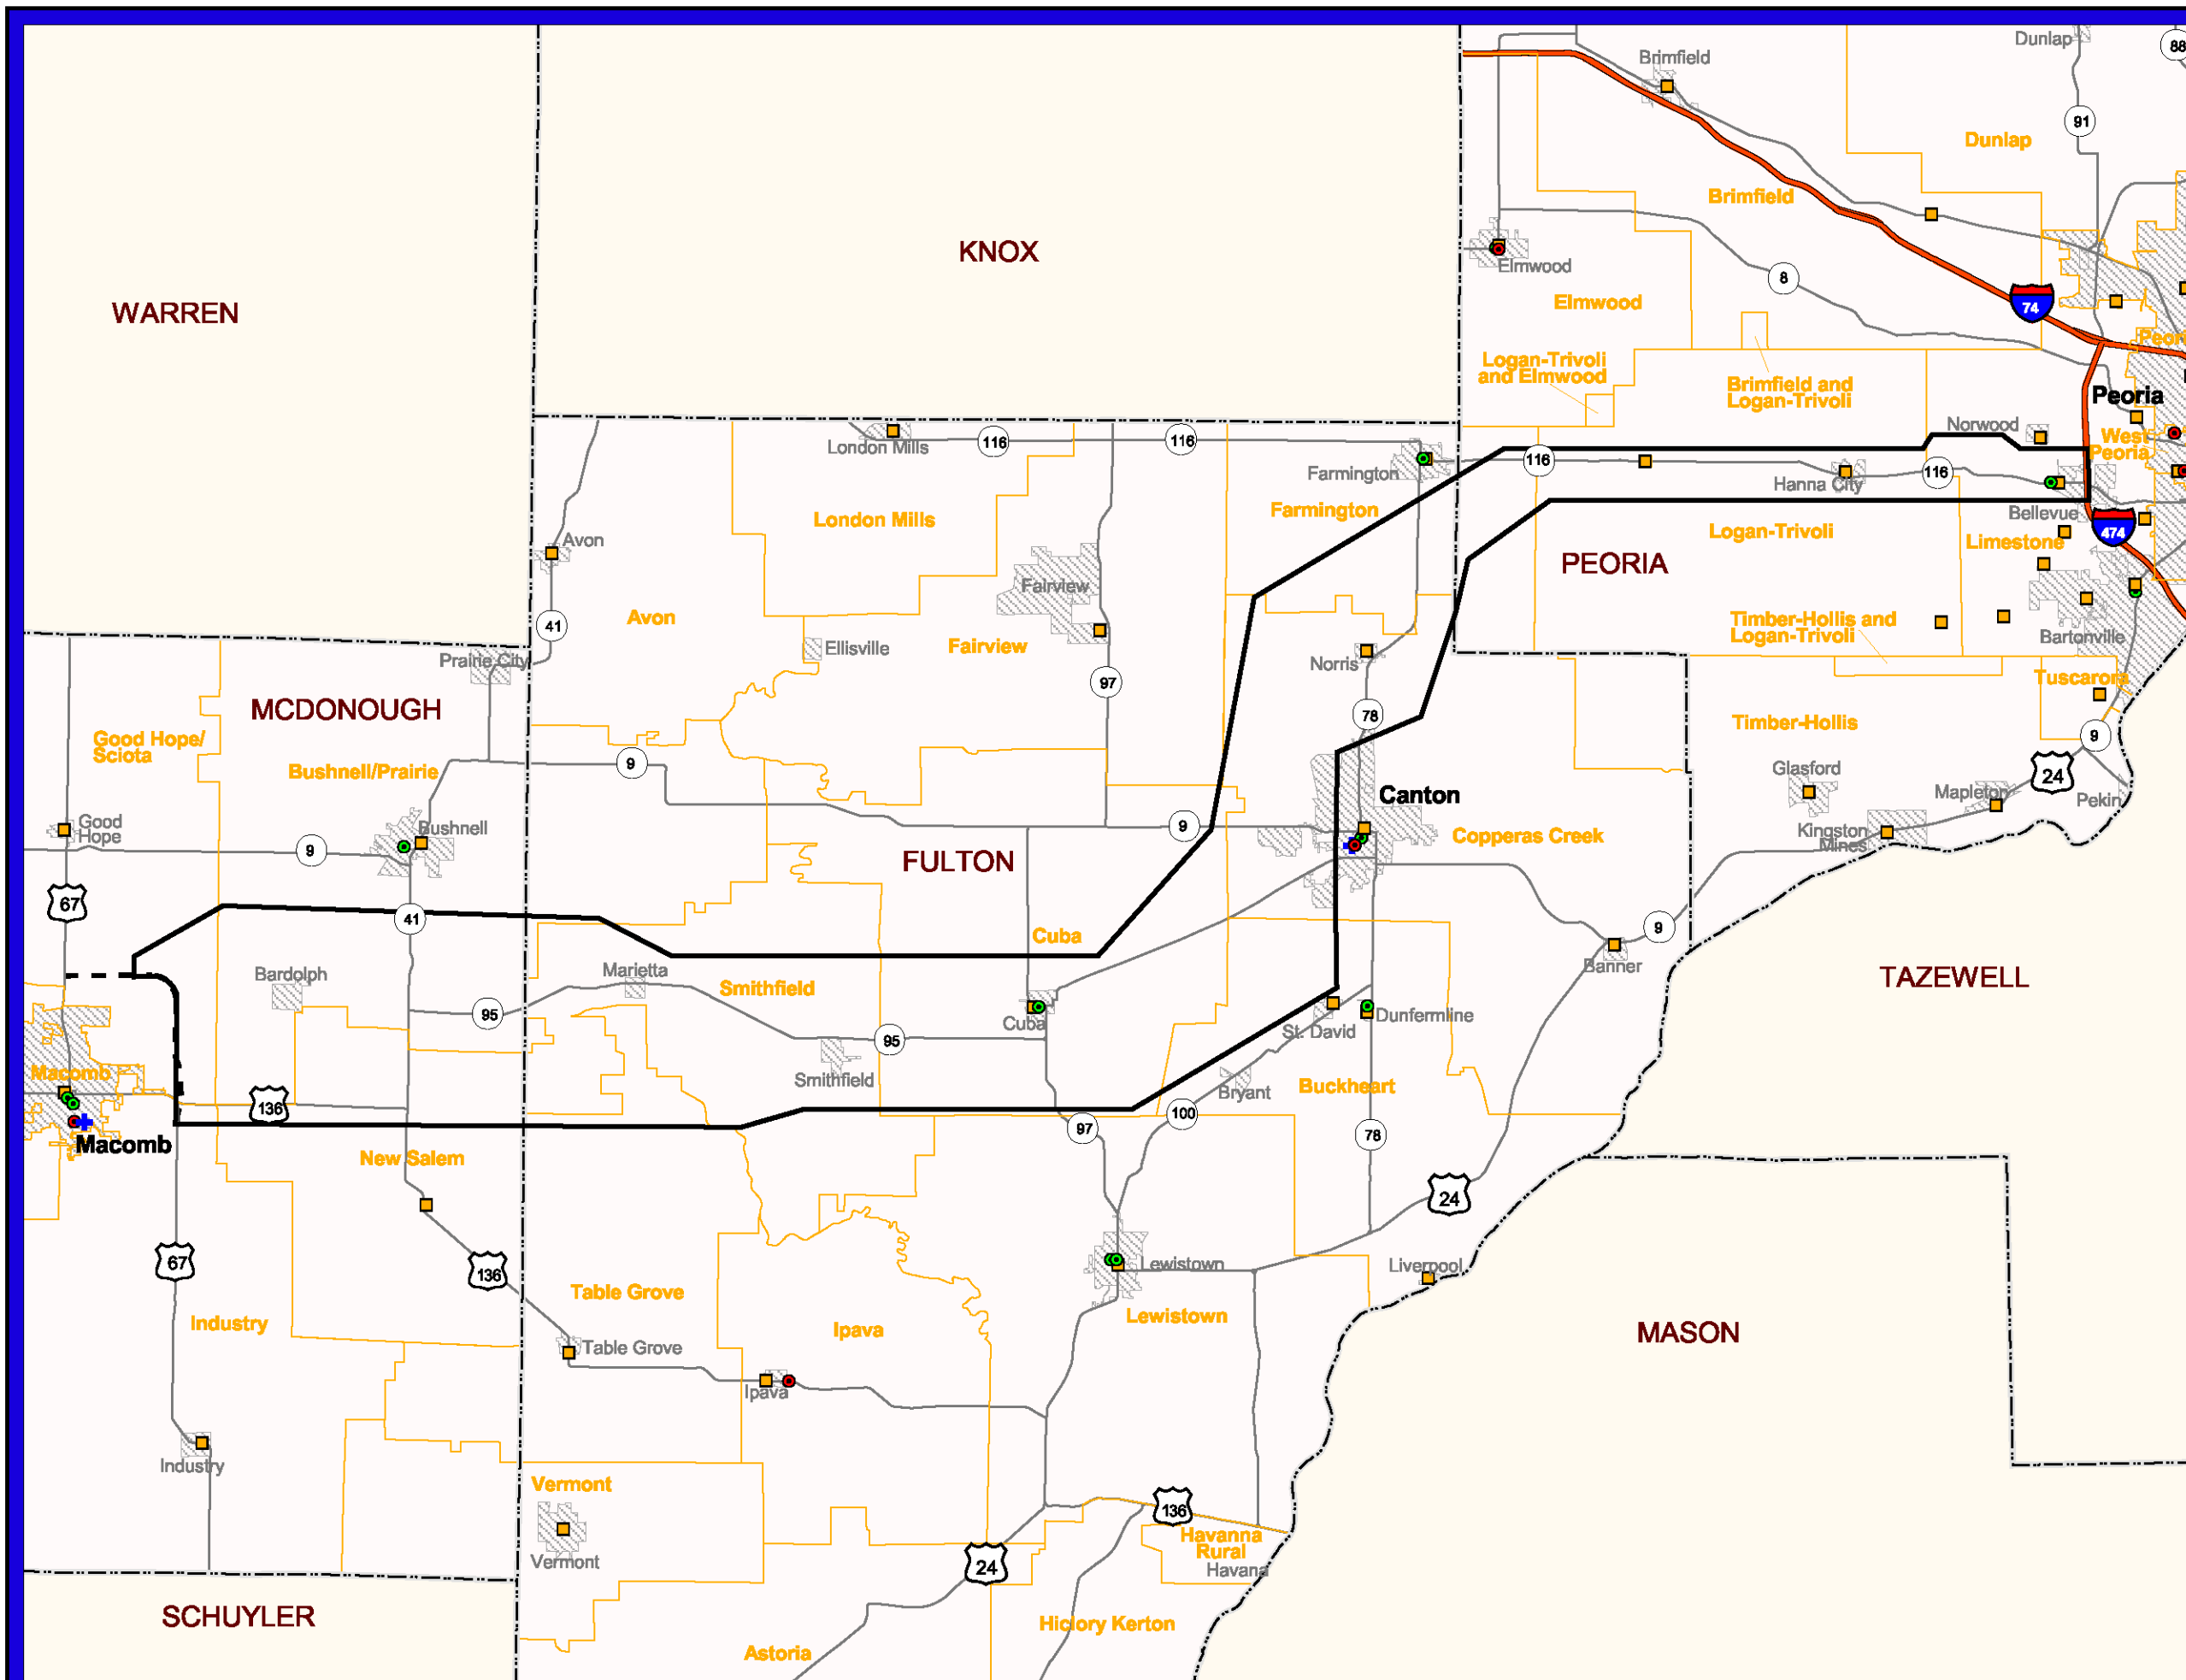 Dunlap
88
Brimfield
91
Dunlap
Brimfield
KNOX
Elmwood
8
WARREN
Elmwood
74
Logan-Trivoli
and Elmwood
Brimfield and
Logan-Trivoli
Peoria
Norwood
West
Peoria
London Mills
116
116
Farmington
116
Hanna City
116
Farmington
London Mills
Bellevue
Logan-Trivoli
Limestone
474
Avon
PEORIA
Fairview
Avon
41
Timber-Hollis and
Logan-Trivoli
Bartonville
Ellisville
Fairview
Prairie City
Norris
97
Tuscarora
MCDONOUGH
78
Timber-Hollis
Good Hope/
Sciota
9
Bushnell/Prairie
9
Glasford
24
Canton
Mapleton
Pekin
Good
Hope
Bushnell
9
Copperas Creek
Kingston
Mines
9
FULTON
67
41
Cuba
9
Banner
Bardolph
Marietta
Smithfield
TAZEWELL
95
Cuba
St. David
Dunfermline
95
Macomb
Smithfield
Bryant
Buckheart
136
100
97
78
Macomb
New Salem
24
67
136
Lewistown
Liverpool
Table Grove
Industry
Ipava
Lewistown
MASON
Table Grove
Ipava
Industry
Vermont
136
Havanna
Rural
Vermont
24
Havana
SCHUYLER
Hiclory Kerton
Astoria